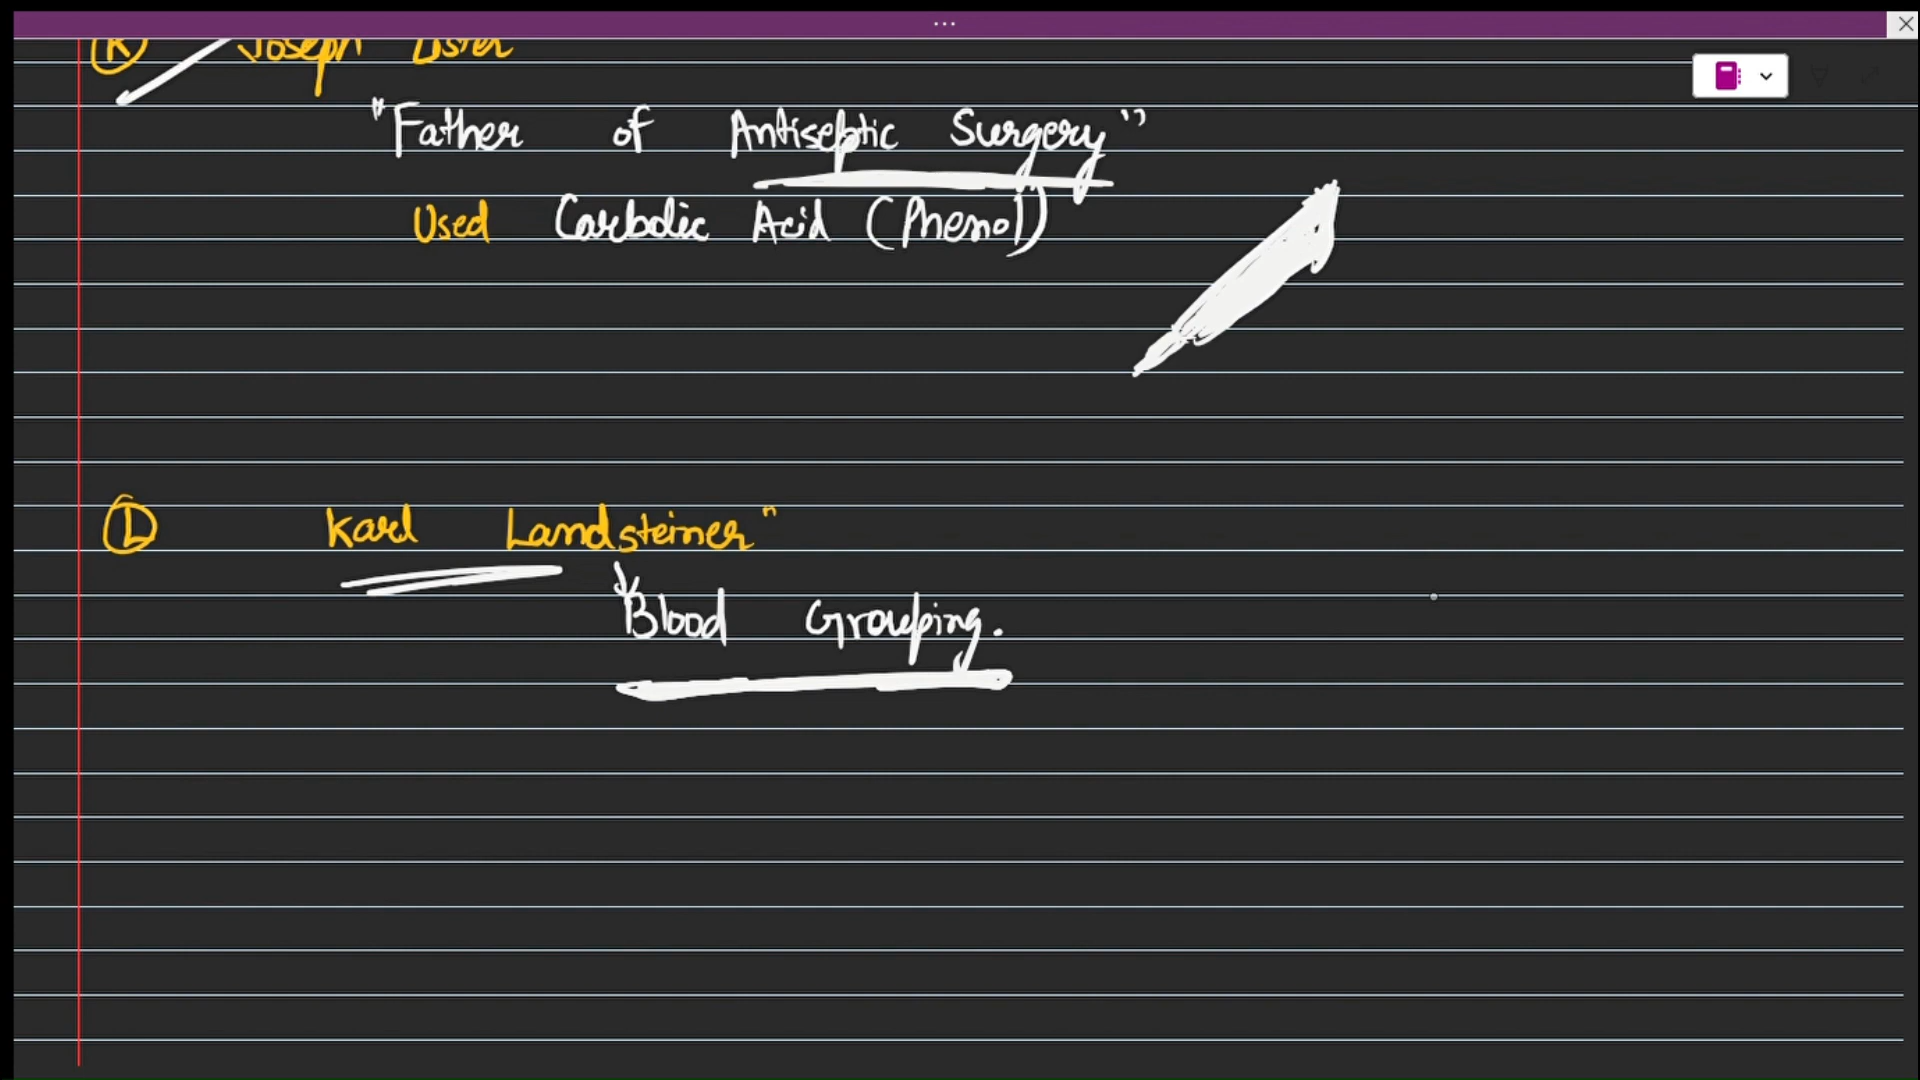 K Joseph Lister
"Father of Antiseptic Surgery"
Used Carbolic Acid (Phenol)
L Karl Landsteiner"
Blood Grouping.